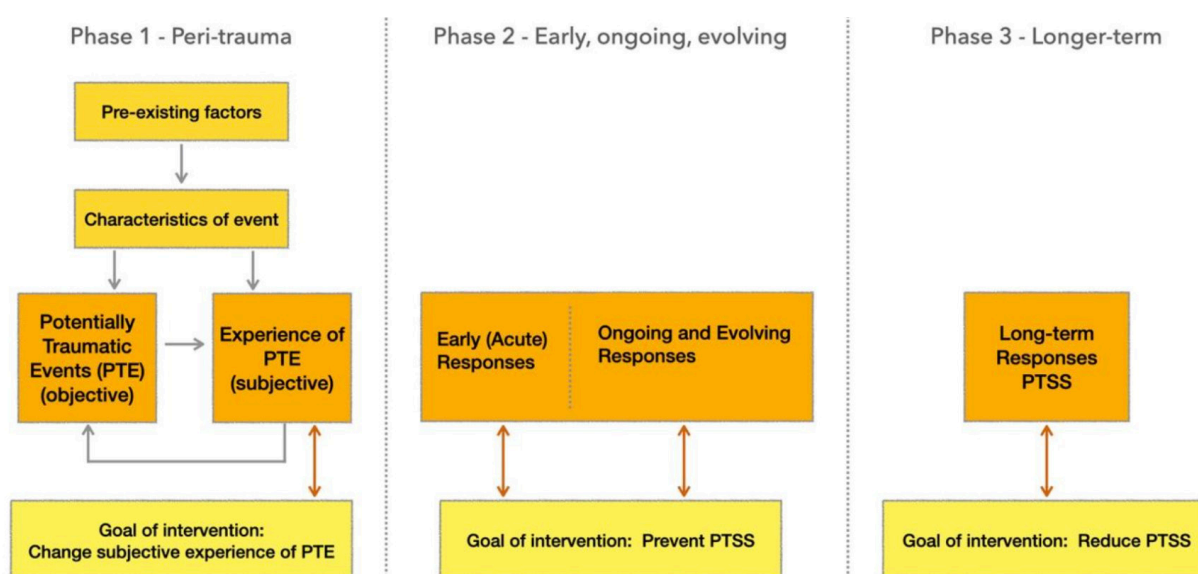 Phase 1 - Peri-trauma
Pre-existing factors
Characteristics of event
Potentially
Traumatic
Events (PTE)
(objective)
Experience of
PTE
(subjective)
Goal of intervention:
Change subjective experience of PTE
Phase 2 - Early, ongoing, evolving
Early (Acute)
Responses
Ongoing and Evolving
Responses
Goal of intervention: Prevent PTSS
Phase 3 - Longer-term
Long-term
Responses
PTSS
Goal of intervention: Reduce PTSS